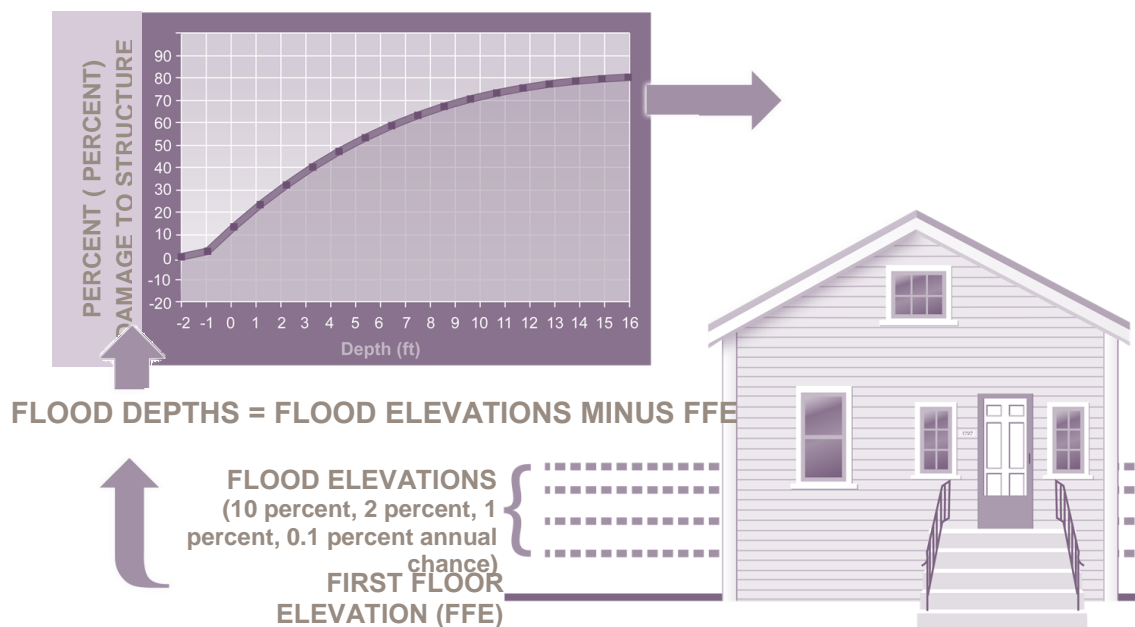 PERCENT ( PERCENT)
DAMAGE TO STRUCTURE
90
80
70
60
50
40
30
20
10
0
-10
-20
-2 -1 0 1 2 3 4 5 6 7 8 9 10 11 12 13 14 15 16
Depth (ft)
FLOOD DEPTHS = FLOOD ELEVATIONS MINUS FFE
FLOOD ELEVATIONS
(10 percent, 2 percent, 1
percent, 0.1 percent annual
chance)
FIRST FLOOR
ELEVATION (FFE)